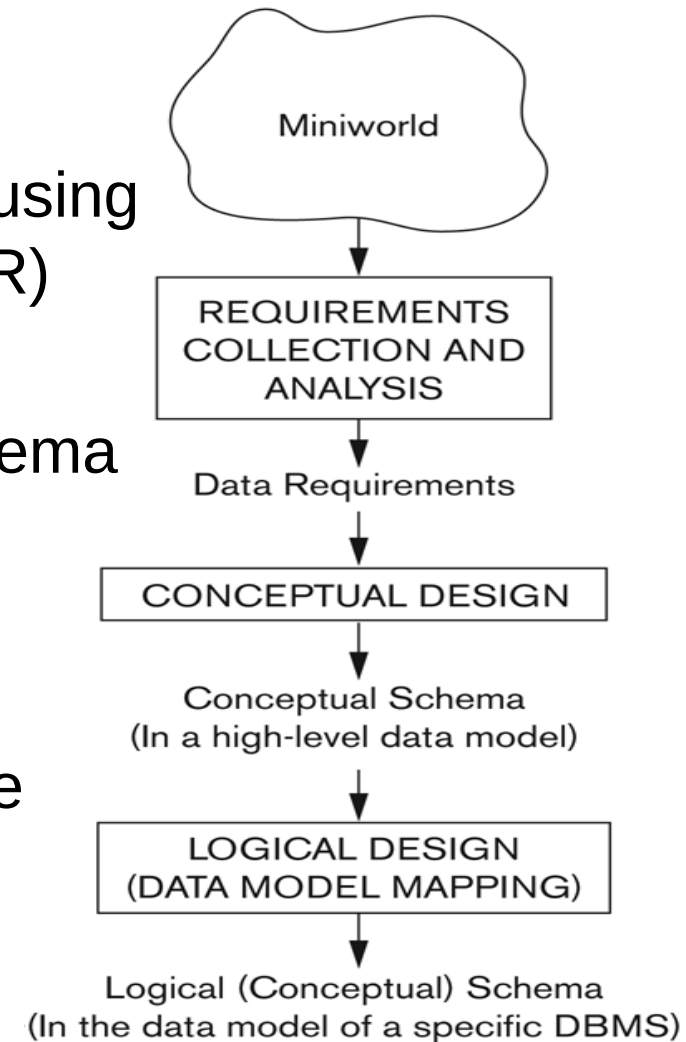 Miniworld
using
R)
REQUIREMENTS
COLLECTION AND
ANALYSIS
ema
Data Requirements
CONCEPTUAL DESIGN
Conceptual Schema
(In a high-level data model)
e
LOGICAL DESIGN
(DATA MODEL MAPPING)
Logical (Conceptual) Schema
(In the data model of a specific DBMS)